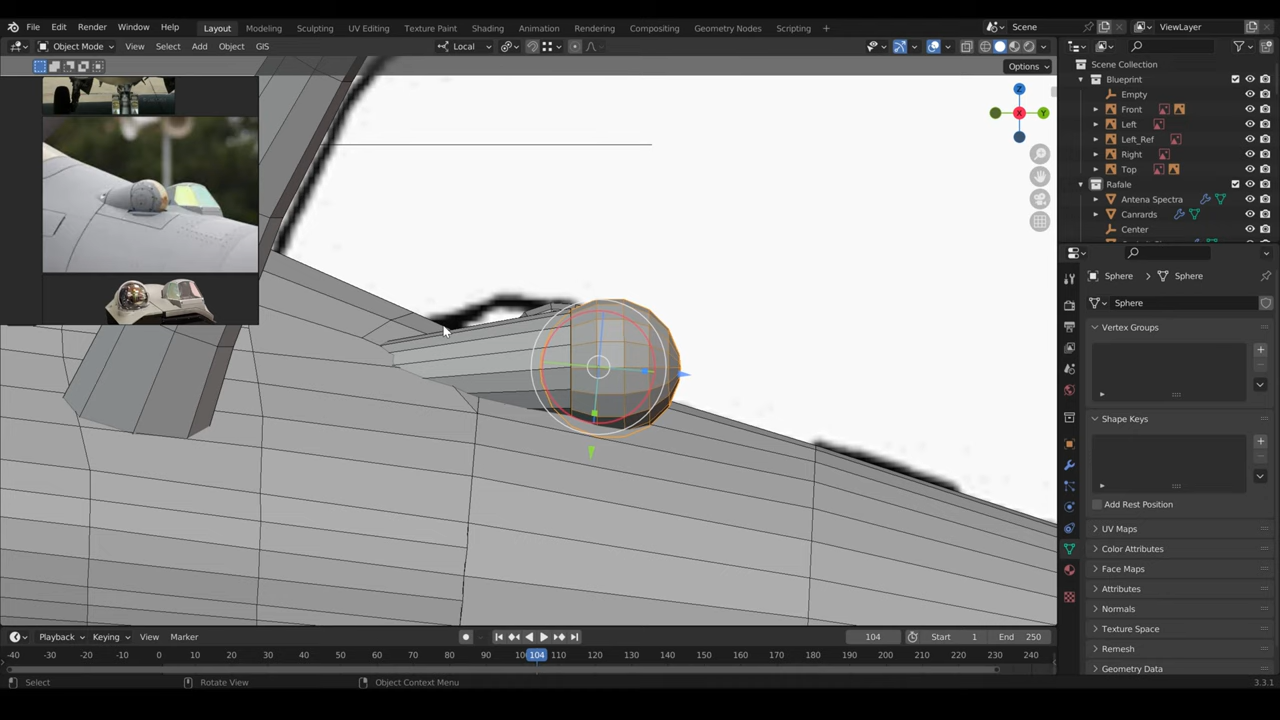 File Edit Render Window Help Layout Modeling Sculpting UV Editing Texture Paint Shading Animation Rendering Compositing Geometry Nodes Scripting + Scene ViewLayer
Object Mode View Select Add Object GIS Local
Options
Scene Collection
Blueprint
Empty
Front
Left
Left_Ref
Right
Top
Rafale
Antena Spectra
Canrards
Center
Z
X
Y
Sphere Sphere
Sphere
Vertex Groups
Shape Keys
Add Rest Position
UV Maps
Color Attributes
Face Maps
Attributes
Normals
Texture Space
Remesh
Geometry Data
Playback Keying View Marker 104 Start 1 End 250
-40 -30 -20 -10 0 10 20 30 40 50 60 70 80 90 104 110 120 130 140 150 160 170 180 190 200 210 220 230 240
Select Rotate View Object Context Menu 3.3.1